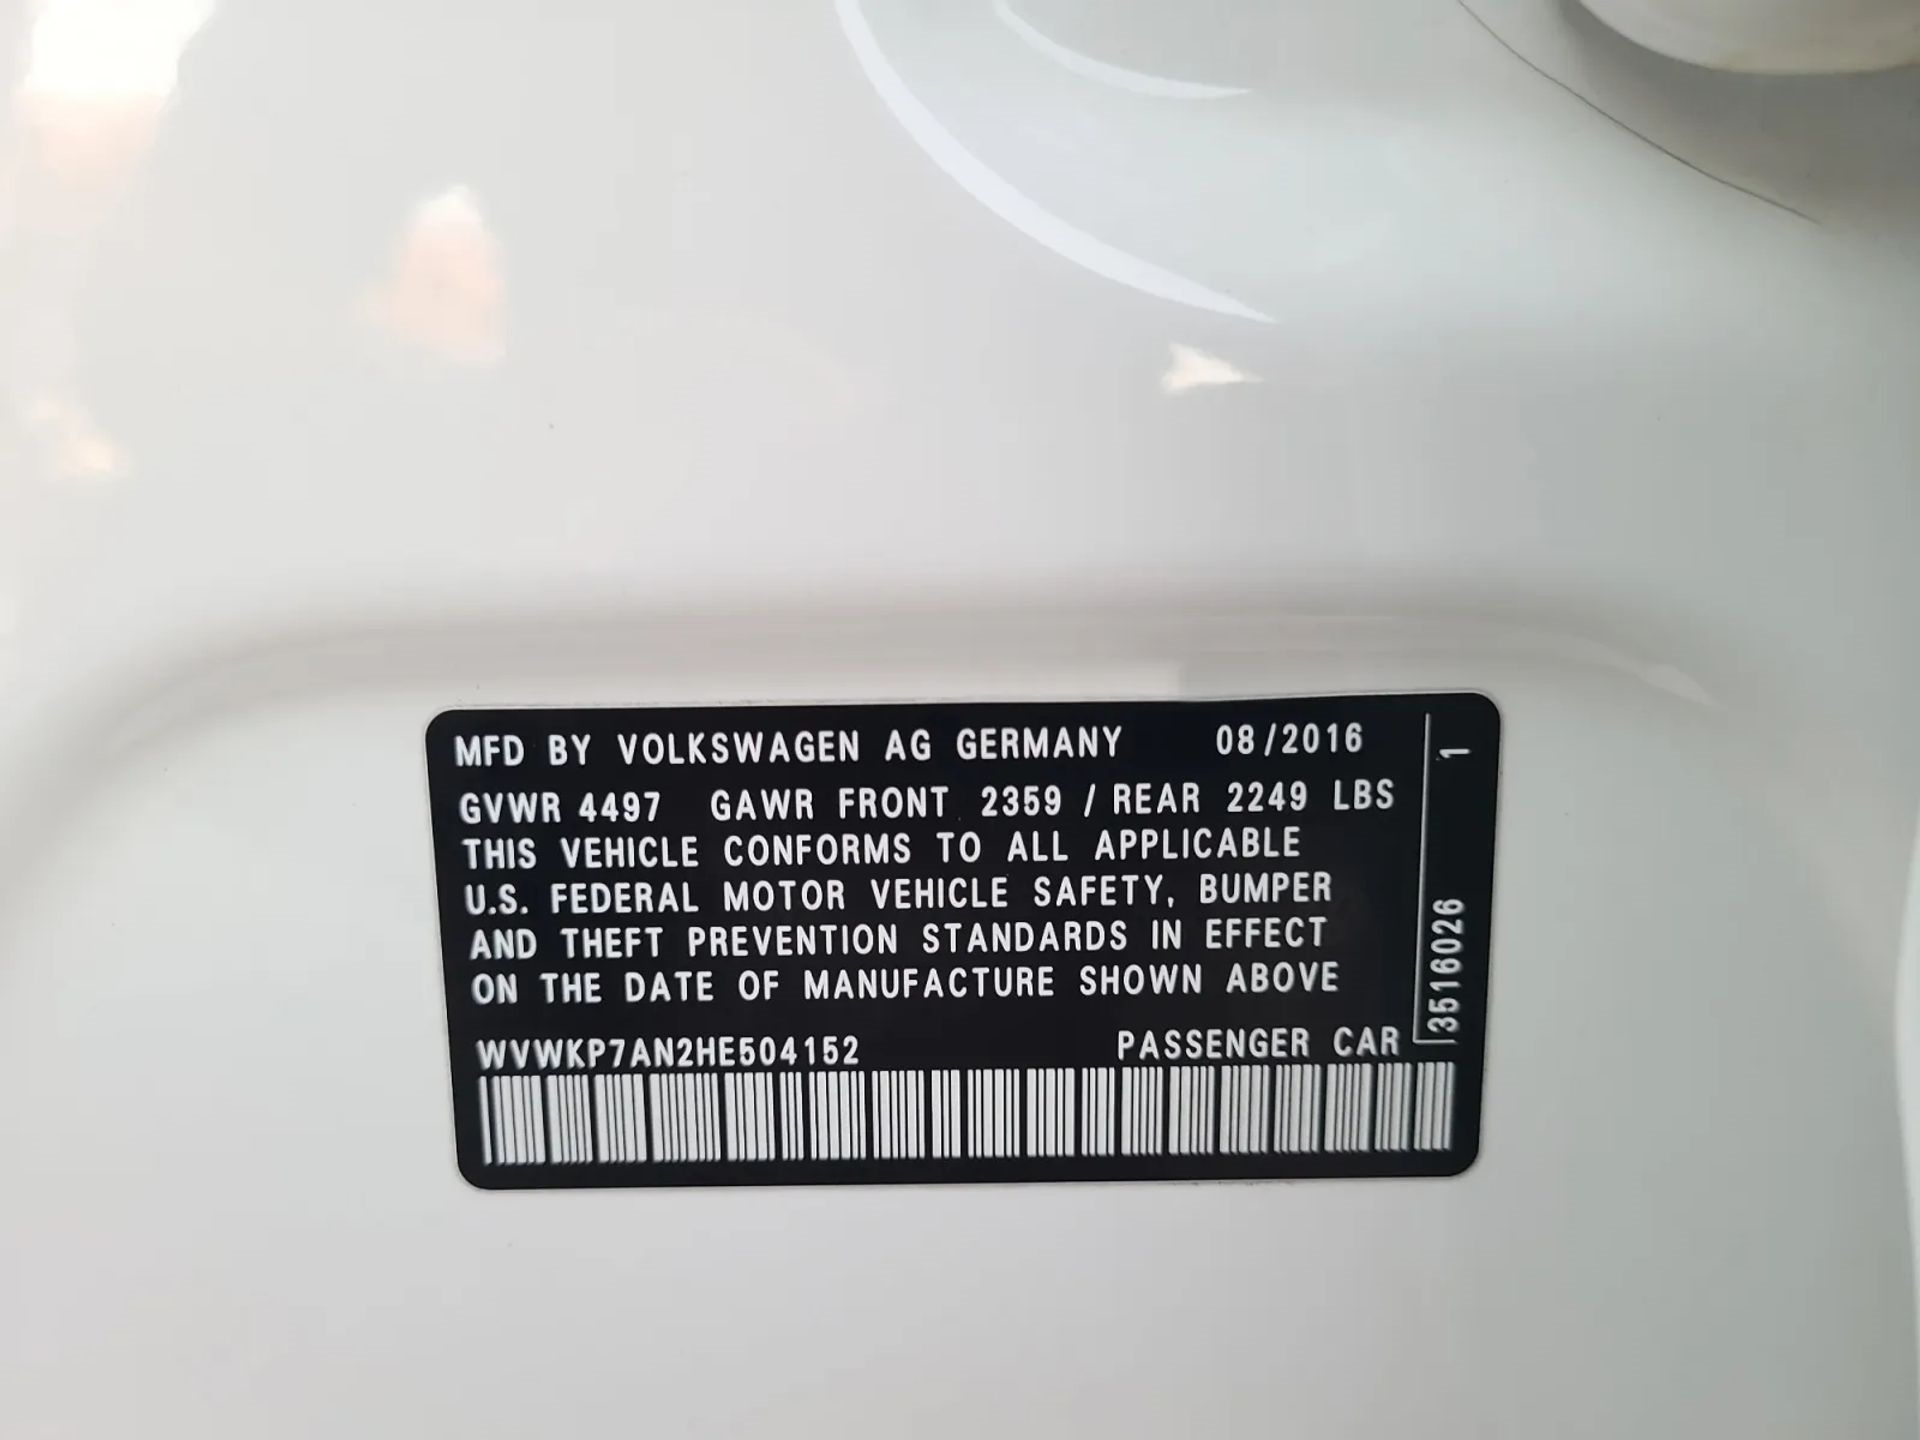 MFD BY VOLKSWAGEN AG GERMANY 08/2016
GVWR 4497 GAWR FRONT 2359 / REAR 2249 LBS
THIS VEHICLE CONFORMS TO ALL APPLICABLE
U.S. FEDERAL MOTOR VEHICLE SAFETY, BUMPER
AND THEFT PREVENTION STANDARDS IN EFFECT
ON THE DATE OF MANUFACTURE SHOWN ABOVE
WVWKP7AN2HE504152 PASSENGER CAR
3516026 1